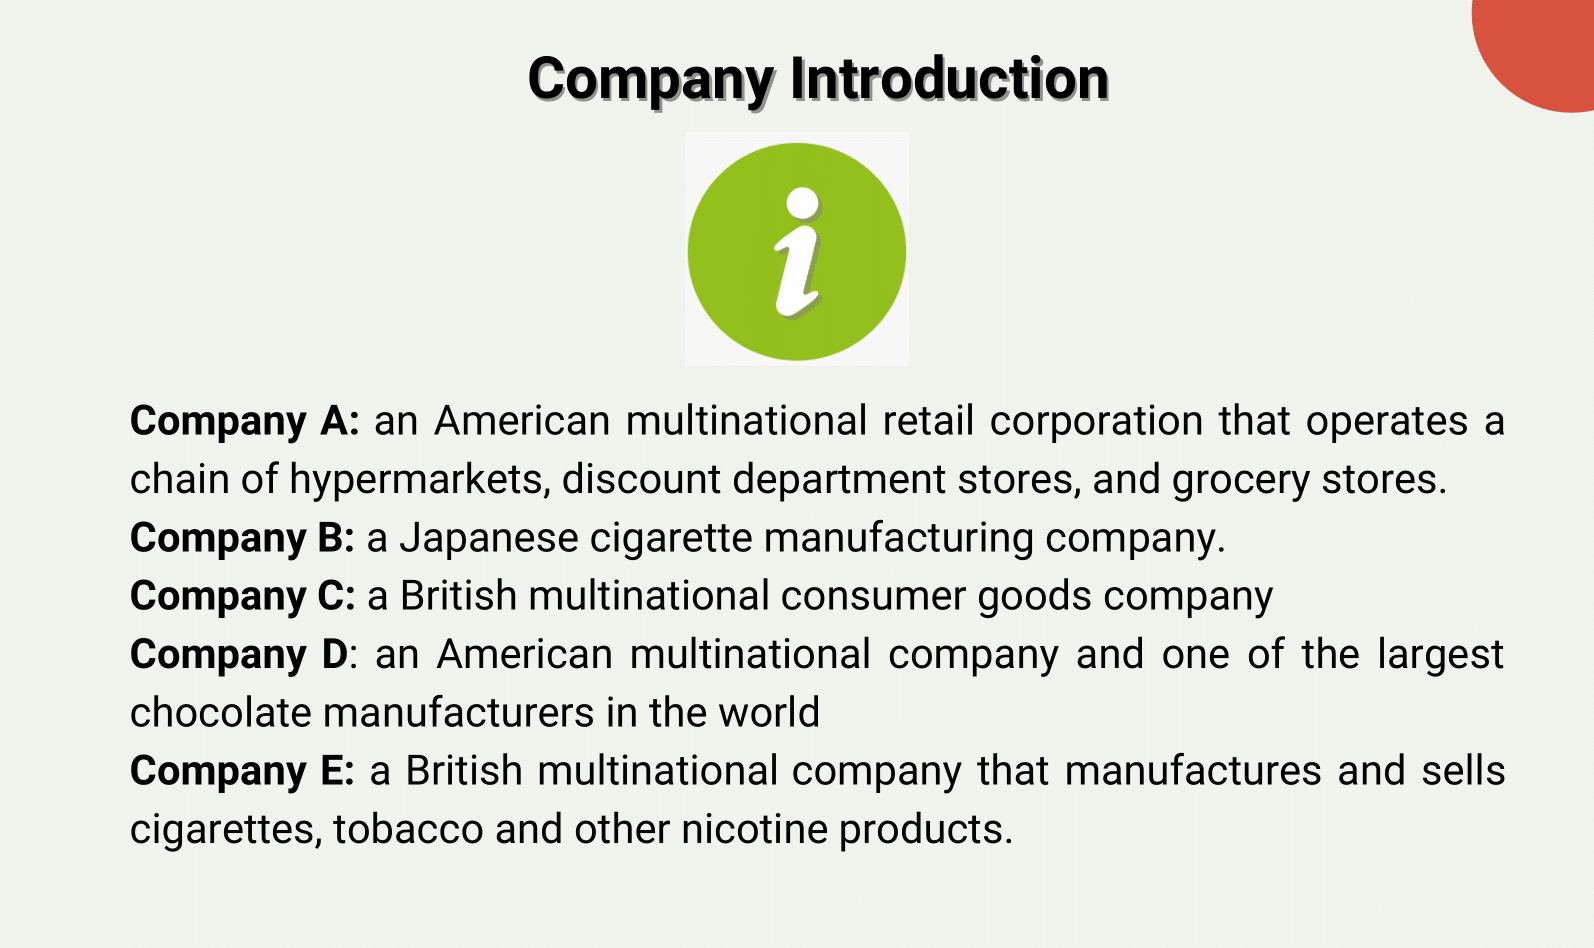 Company Introduction
i
Company A: an American multinational retail corporation that operates a
chain of hypermarkets, discount department stores, and grocery stores.
Company B: a Japanese cigarette manufacturing company.
Company C: a British multinational consumer goods company
Company D: an American multinational company and one of the largest
chocolate manufacturers in the world
Company E: a British multinational company that manufactures and sells
cigarettes, tobacco and other nicotine products.